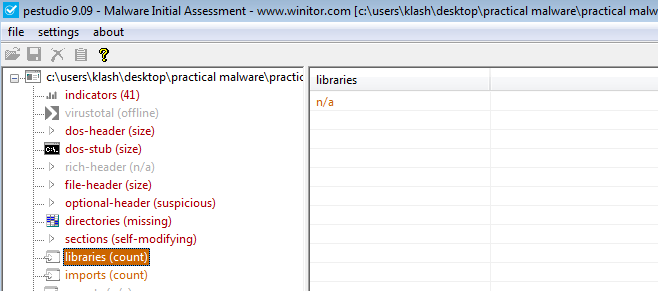 pestudio 9.09 - Malware Initial Assessment - www.winitor.com [c:\users\klash\desktop\practical malware\practical malw
file settings about
c:\users\klash\desktop\practical malware\practic
indicators (41)
virustotal (offline)
dos-header (size)
dos-stub (size)
rich-header (n/a)
file-header (size)
optional-header (suspicious)
directories (missing)
sections (self-modifying)
libraries (count)
imports (count)
libraries
n/a